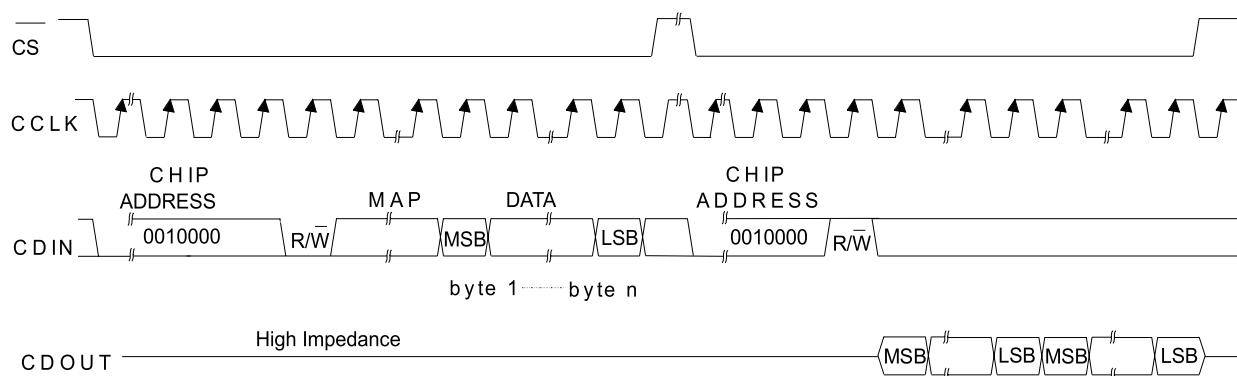 CS
CCLK
CHIP
ADDRESS
MAP
DATA
CHIP
ADDRESS
CDIN
0010000
R/W
MSB
LSB
0010000
R/W
byte 1
byte n
High Impedance
CDOUT
MSB
LSB
MSB
LSB